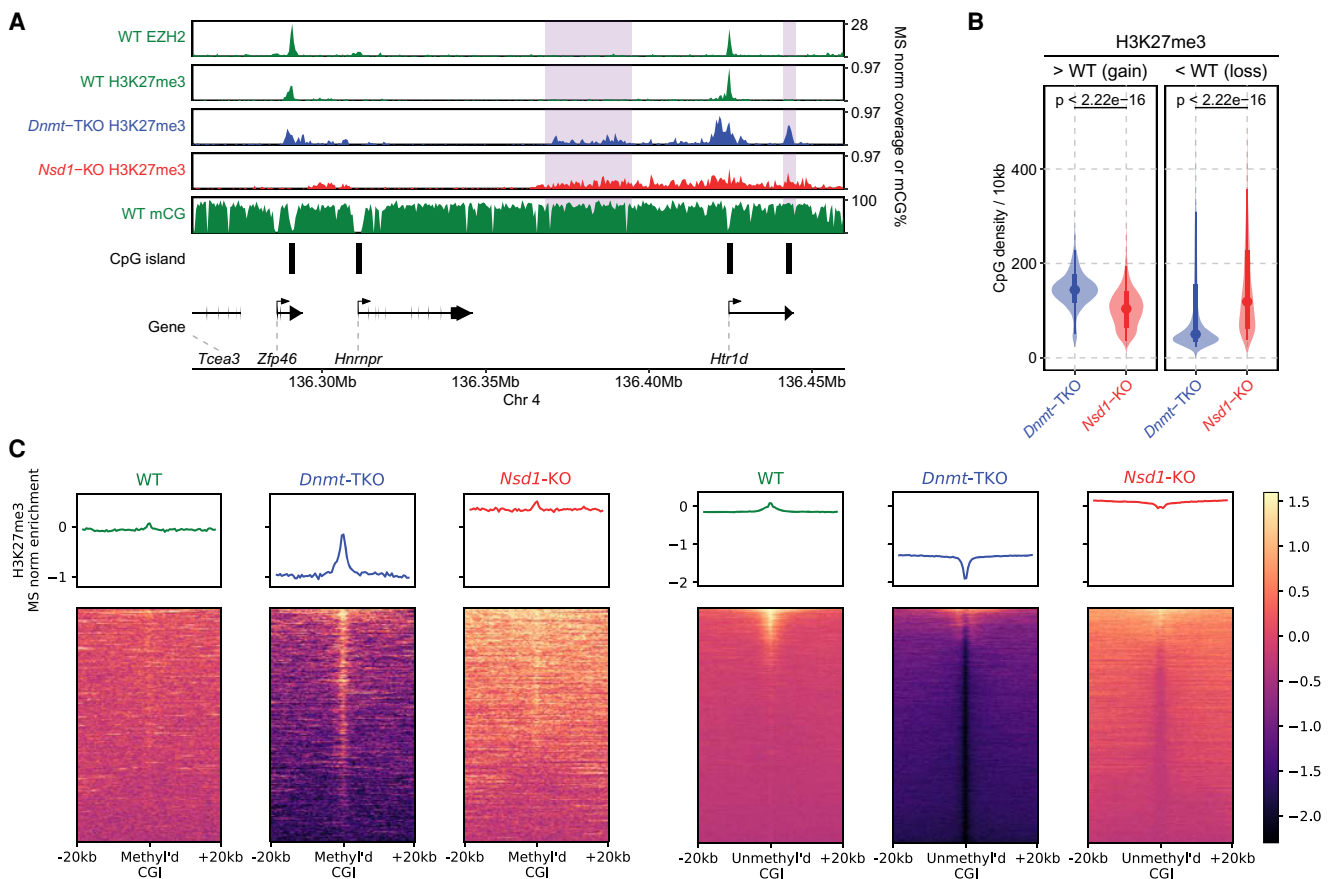 A
WT EZH2
28
WT H3K27me3
0.97
Dnmt−TKO H3K27me3
0.97
Nsd1−KO H3K27me3
0.97
WT mCG
100
MS norm coverage or mCG%
CpG island
Gene
Tcea3 Zfp46 Hnrnpr Htr1d
136.30Mb 136.35Mb 136.40Mb 136.45Mb
Chr 4
B
H3K27me3
> WT (gain) < WT (loss)
p < 2.22e−16 p < 2.22e−16
CpG density / 10kb
400
200
0
Dnmt−TKO Nsd1−KO Dnmt−TKO Nsd1−KO
C
H3K27me3
MS norm enrichment
WT Dnmt-TKO Nsd1-KO WT Dnmt-TKO Nsd1-KO
0
−1
0
−1
−2
1.5
1.0
0.5
0.0
−0.5
−1.0
−1.5
−2.0
-20kb Methyl'd +20kb -20kb Methyl'd +20kb -20kb Methyl'd +20kb -20kb Unmethyl'd +20kb -20kb Unmethyl'd +20kb -20kb Unmethyl'd +20kb
CGI CGI CGI CGI CGI CGI